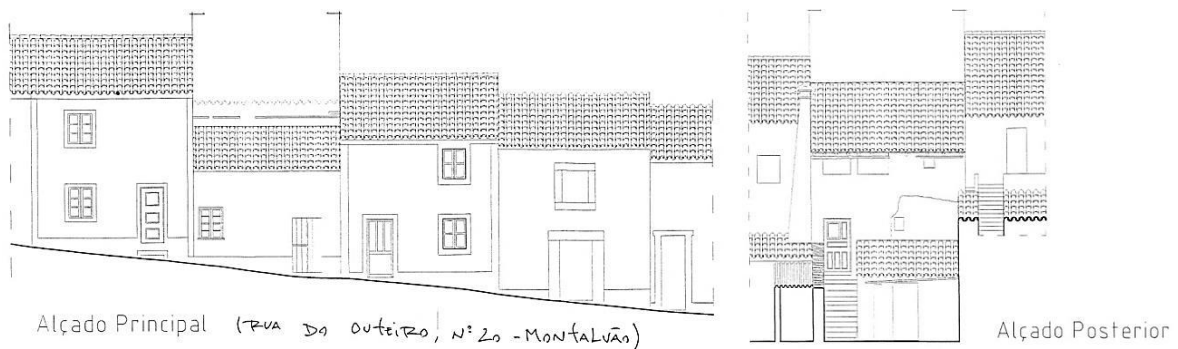 Alçado Principal (RUA DO OUTEIRO, Nº 20 - MONTALVÃO)
Alçado Posterior